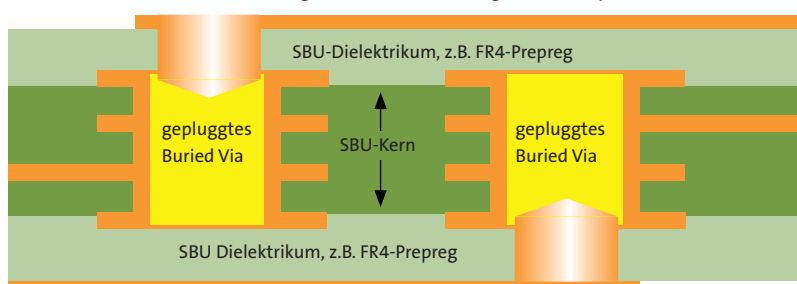 SBU-Dielektrikum, z.B. FR4-Prepreg
gepluggtes
Buried Via
SBU-Kern
gepluggtes
Buried Via
SBU Dielektrikum, z.B. FR4-Prepreg